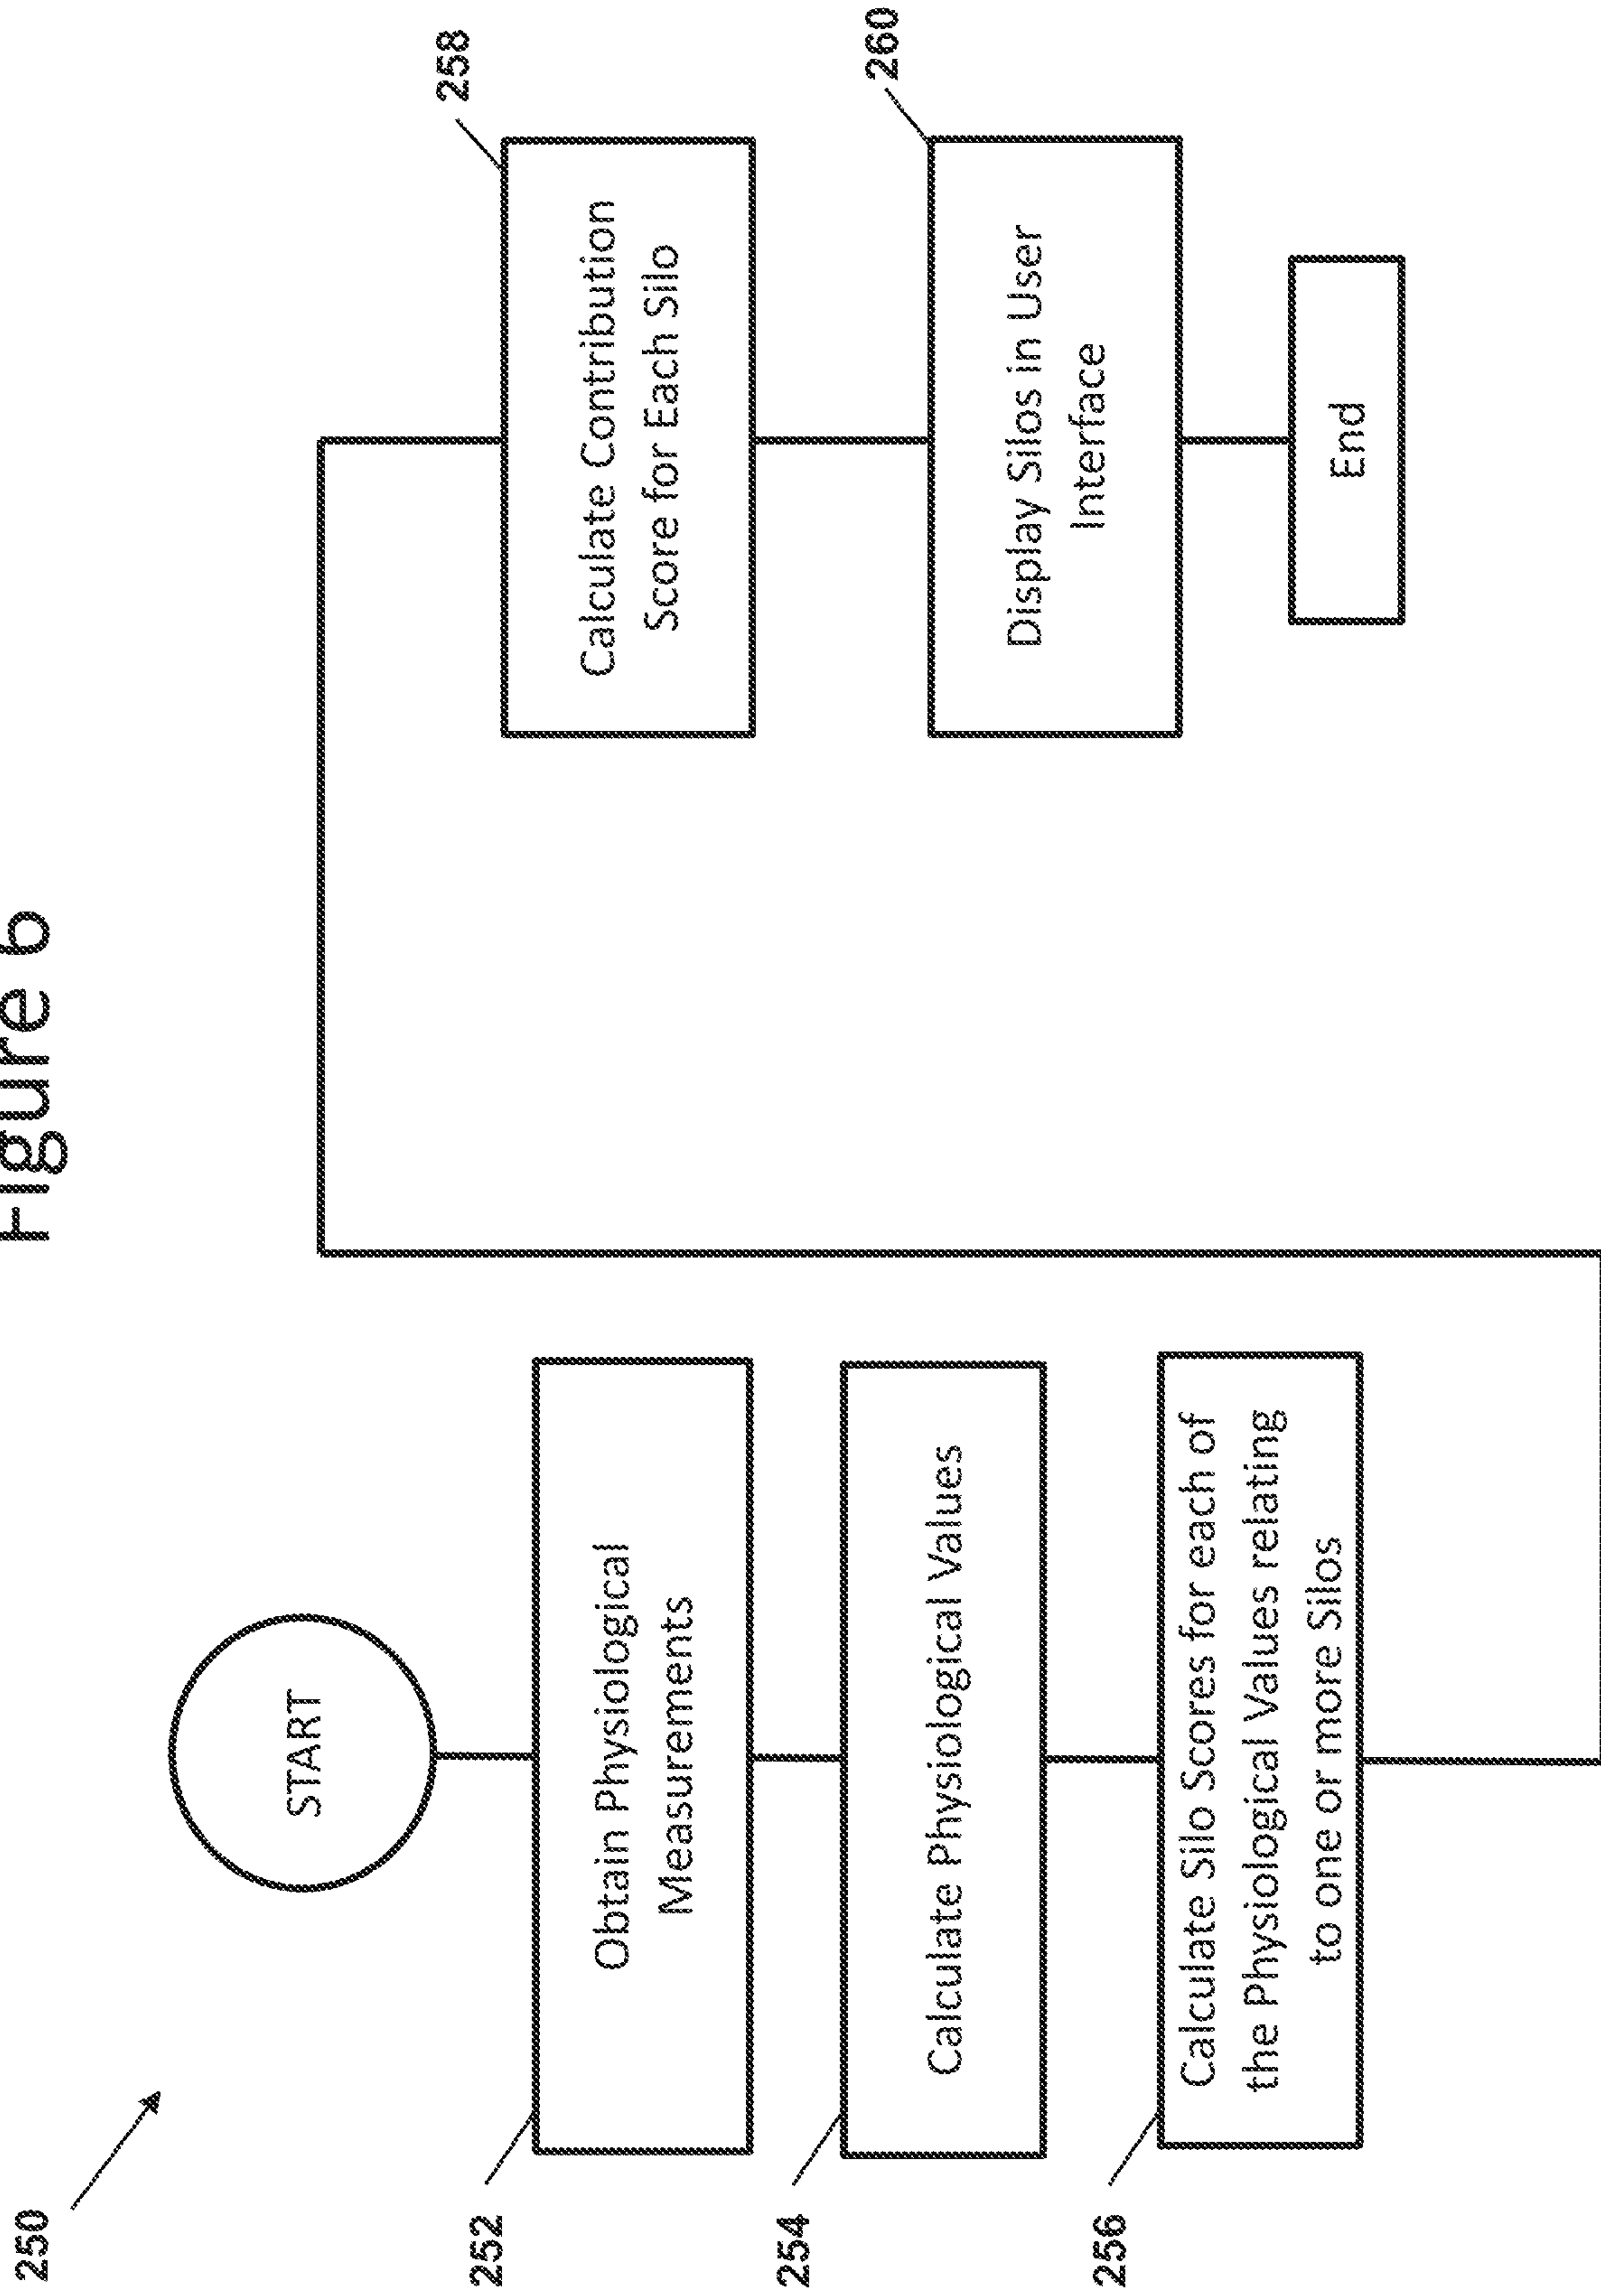 Figure 6
250
START
252
Obtain Physiological
Measurements
254
Calculate Physiological Values
256
Calculate Silo Scores for each of
the Physiological Values relating
to one or more Silos
258
Calculate Contribution
Score for Each Silo
260
Display Silos in User
Interface
End